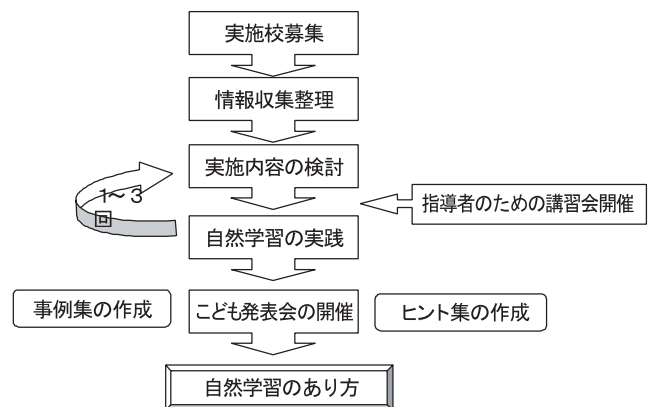 実施校募集
情報収集整理
実施内容の検討
1~3
回
指導者のための講習会開催
自然学習の実践
事例集の作成
こども発表会の開催
ヒント集の作成
自然学習のあり方